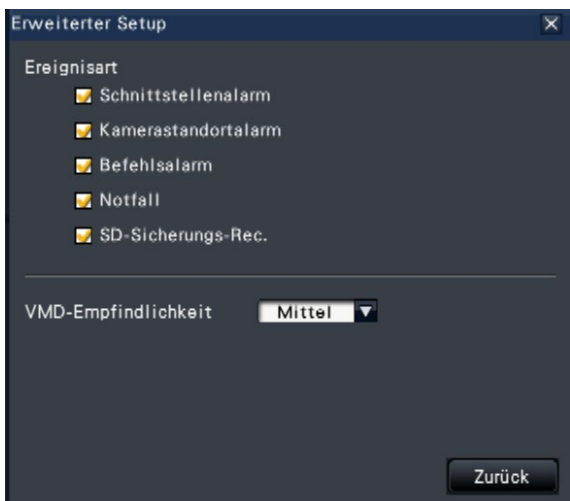 Erweiterter Setup
Ereignisart
Schnittstellenalarm
Kamerastandortalarm
Befehlsalarm
Notfall
SD-Sicherungs-Rec.
VMD-Empfindlichkeit Mittel
Zurück